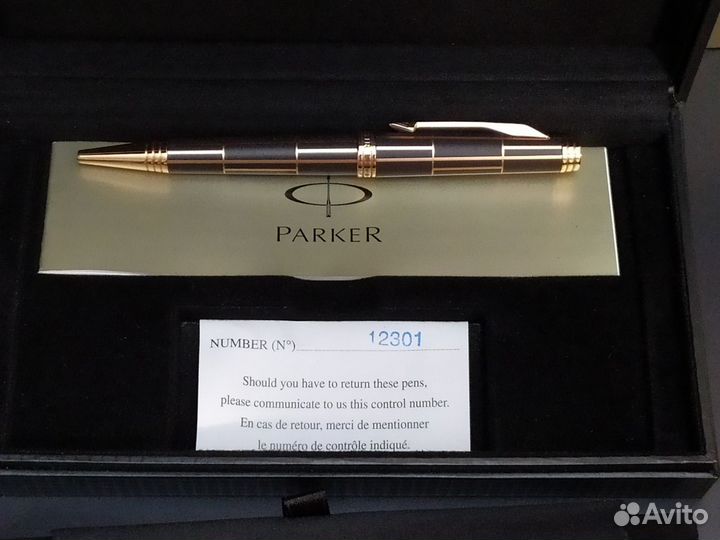 PARKER
NUMBER (N°) 12301
Should you have to return these pens,
please communicate to us this control number.
En cas de retour, merci de mentionner
le numéro de contrôle indiqué.
Avito